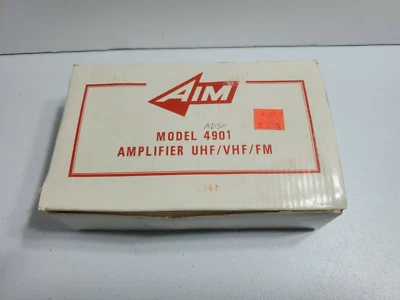 AIM
MODEL 4901
AMPLIFIER UHF/VHF/FM